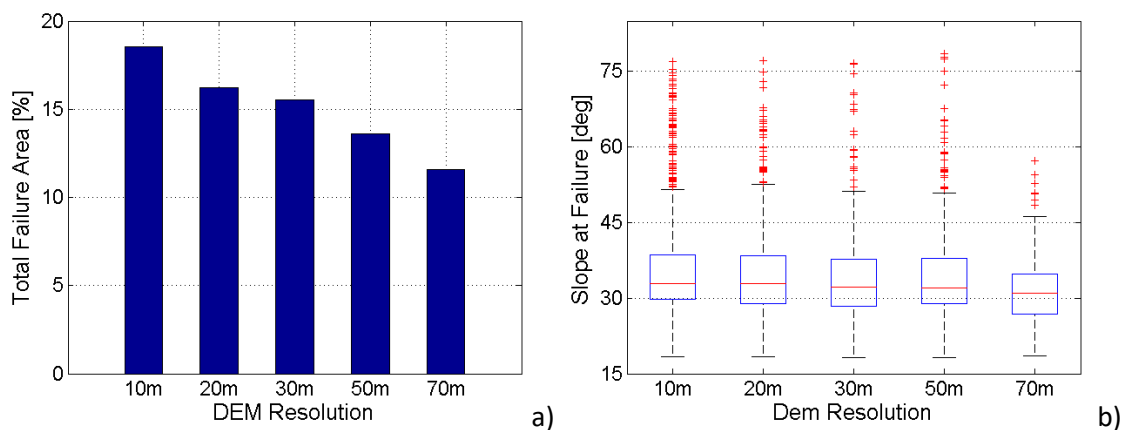 Total Failure Area [%]
20
15
10
5
0
10m 20m 30m 50m 70m
DEM Resolution
a)
Slope at Failure [deg]
75
60
45
30
15
10m 20m 30m 50m 70m
Dem Resolution
b)